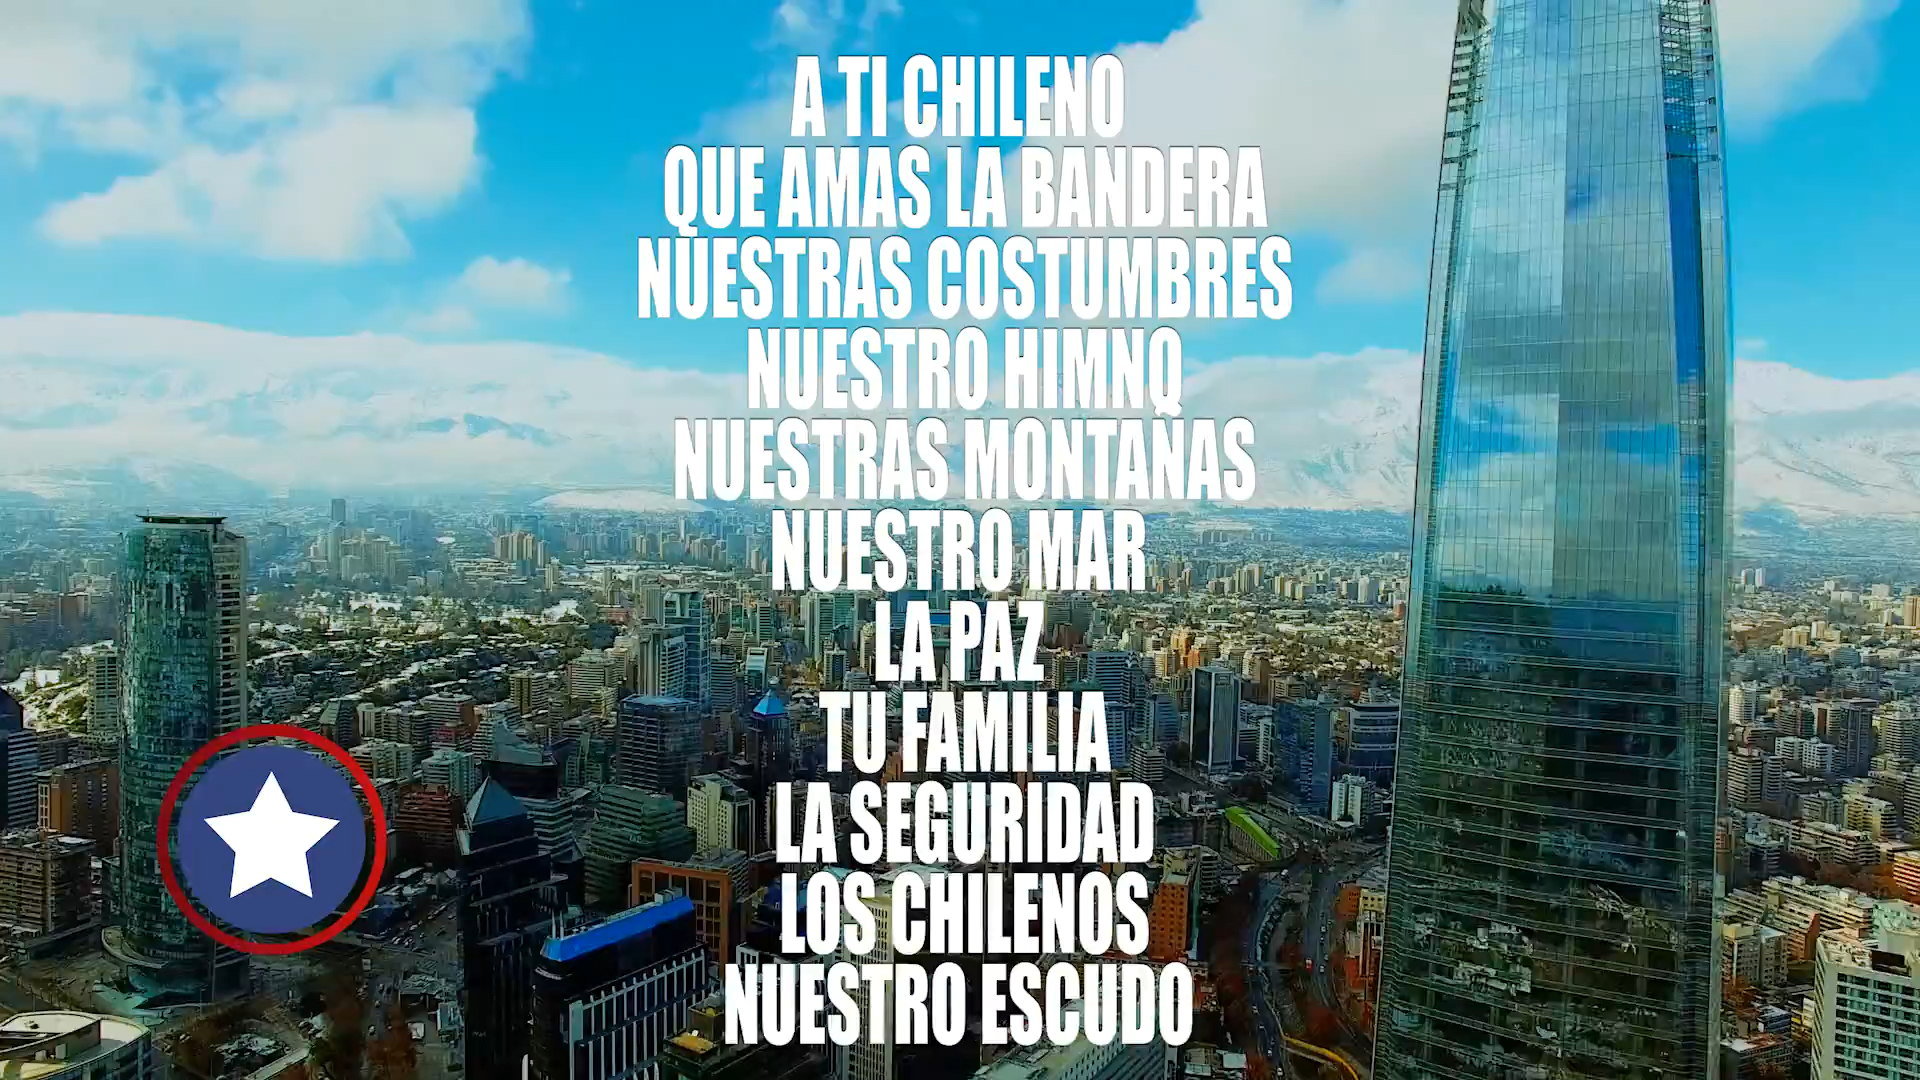 A TI CHILENO
QUE AMAS LA BANDERA
NUESTRAS COSTUMBRES
NUESTRO HIMNO
NUESTRAS MONTAÑAS
NUESTRO MAR
LA PAZ
TU FAMILIA
LA SEGURIDAD
LOS CHILENOS
NUESTRO ESCUDO